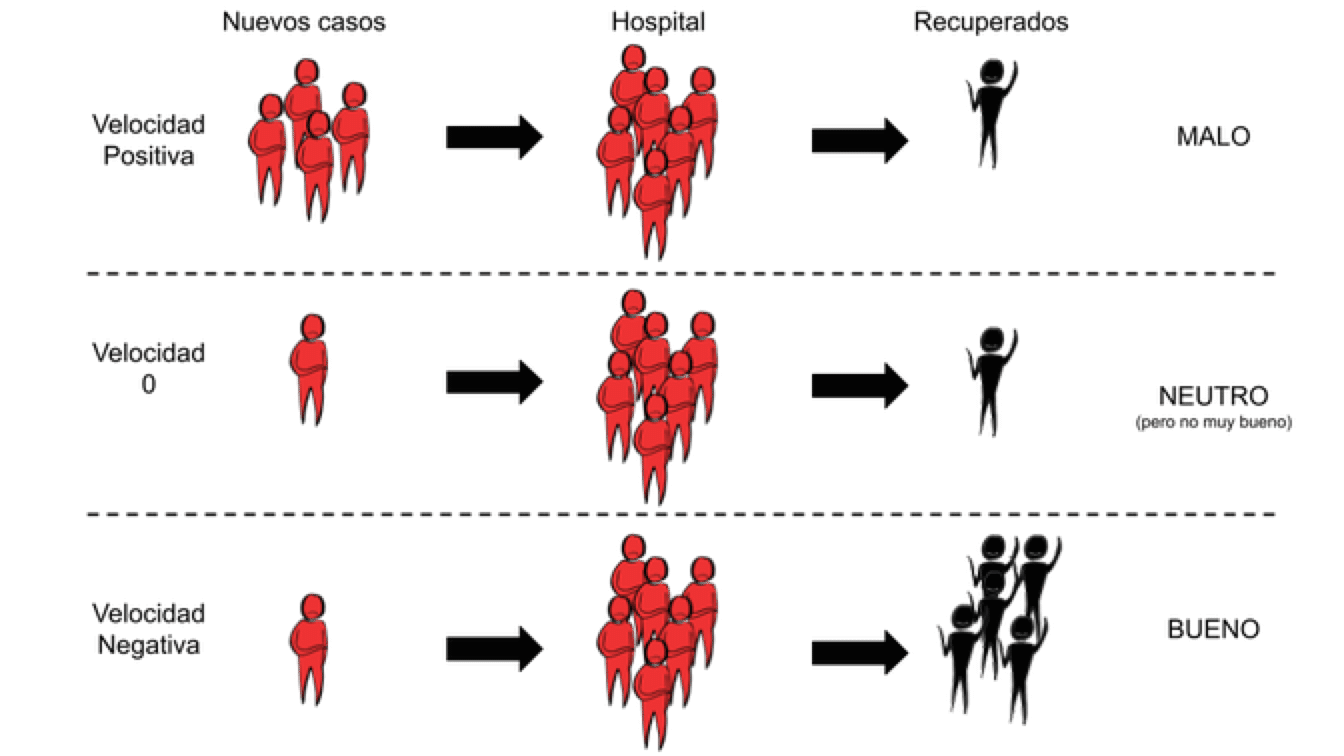 Nuevos casos
Hospital
Recuperados
Velocidad
Positiva
MALO
Velocidad
0
NEUTRO
(pero no muy bueno)
Velocidad
Negativa
BUENO